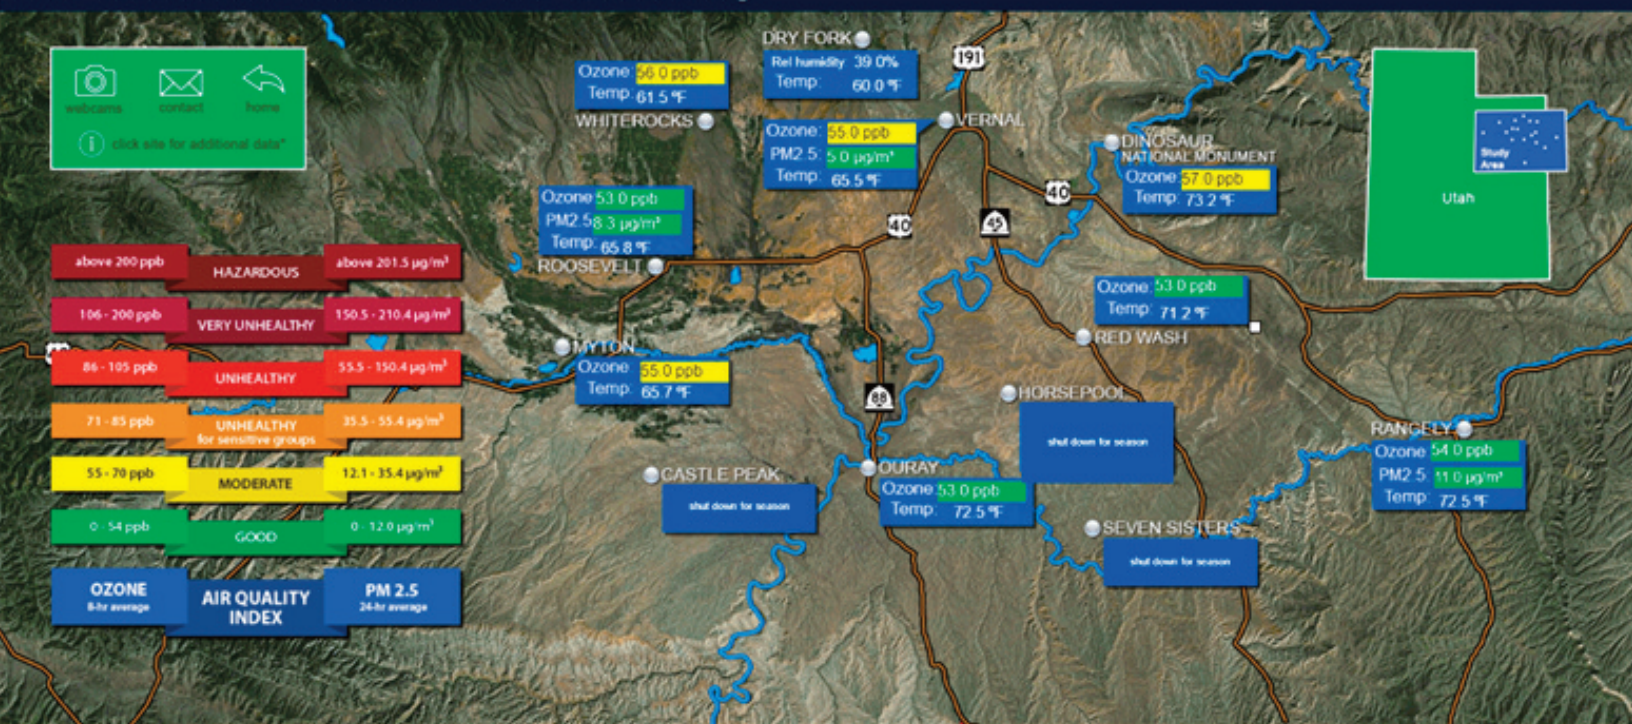 webcams
contact
home
click site for additional data*
DRY FORK
Rel humidity 39.0%
Temp: 60.0 ºF
191
Ozone: 56.0 ppb
Temp: 61.5 ºF
WHITEROCKS
VERNAL
Ozone: 55.0 ppb
PM2.5: 5.0 µg/m³
Temp: 65.5 ºF
DINOSAUR
NATIONAL MONUMENT
Ozone: 57.0 ppb
Temp: 73.2 ºF
40
40
45
Study
Area
Utah
Ozone 53.0 ppb
PM2.5 8.3 µg/m³
Temp: 65.8 ºF
ROOSEVELT
Ozone: 53.0 ppb
Temp: 71.2 ºF
RED WASH
MYTON
Ozone: 55.0 ppb
Temp: 65.7 ºF
88
HORSEPOOL
shut down for season
RANGELY
Ozone: 54.0 ppb
PM2.5: 11.0 µg/m³
Temp: 72.5 ºF
CASTLE PEAK
shut down for season
OURAY
Ozone: 53.0 ppb
Temp: 72.5 ºF
SEVEN SISTERS
shut down for season
above 200 ppb HAZARDOUS above 201.5 µg/m³
106 - 200 ppb VERY UNHEALTHY 150.5 - 210.4 µg/m³
86 - 105 ppb UNHEALTHY 55.5 - 150.4 µg/m³
71 - 85 ppb UNHEALTHY 35.5 - 55.4 µg/m³
for sensitive groups
55 - 70 ppb MODERATE 12.1 - 35.4 µg/m³
0 - 54 ppb GOOD 0 - 12.0 µg/m³
OZONE AIR QUALITY PM 2.5
8-hr average INDEX 24-hr average